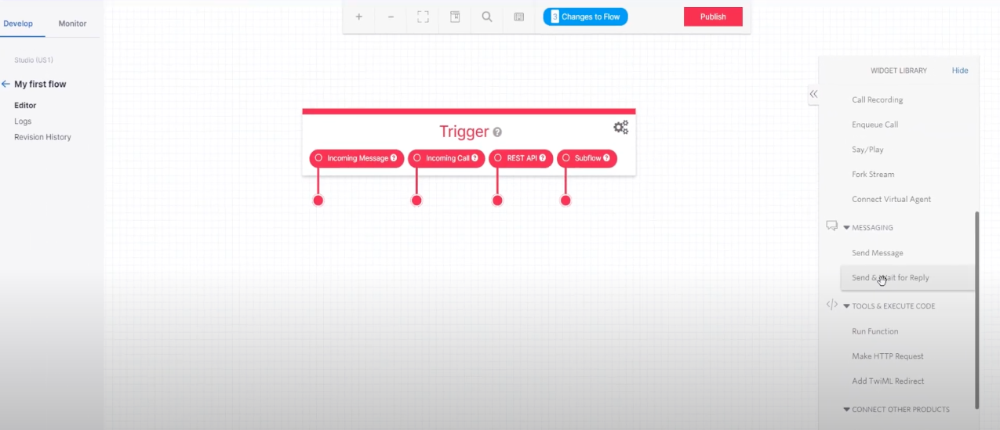 Develop
Monitor
Studio (US1)
My first flow
Editor
Logs
Revision History
3 Changes to Flow
Publish
Trigger ?
Incoming Message ?
Incoming Call ?
REST API ?
Subflow ?
WIDGET LIBRARY
Hide
Call Recording
Enqueue Call
Say/Play
Fork Stream
Connect Virtual Agent
MESSAGING
Send Message
Send & Wait for Reply
</> TOOLS & EXECUTE CODE
Run Function
Make HTTP Request
Add TwiML Redirect
CONNECT OTHER PRODUCTS